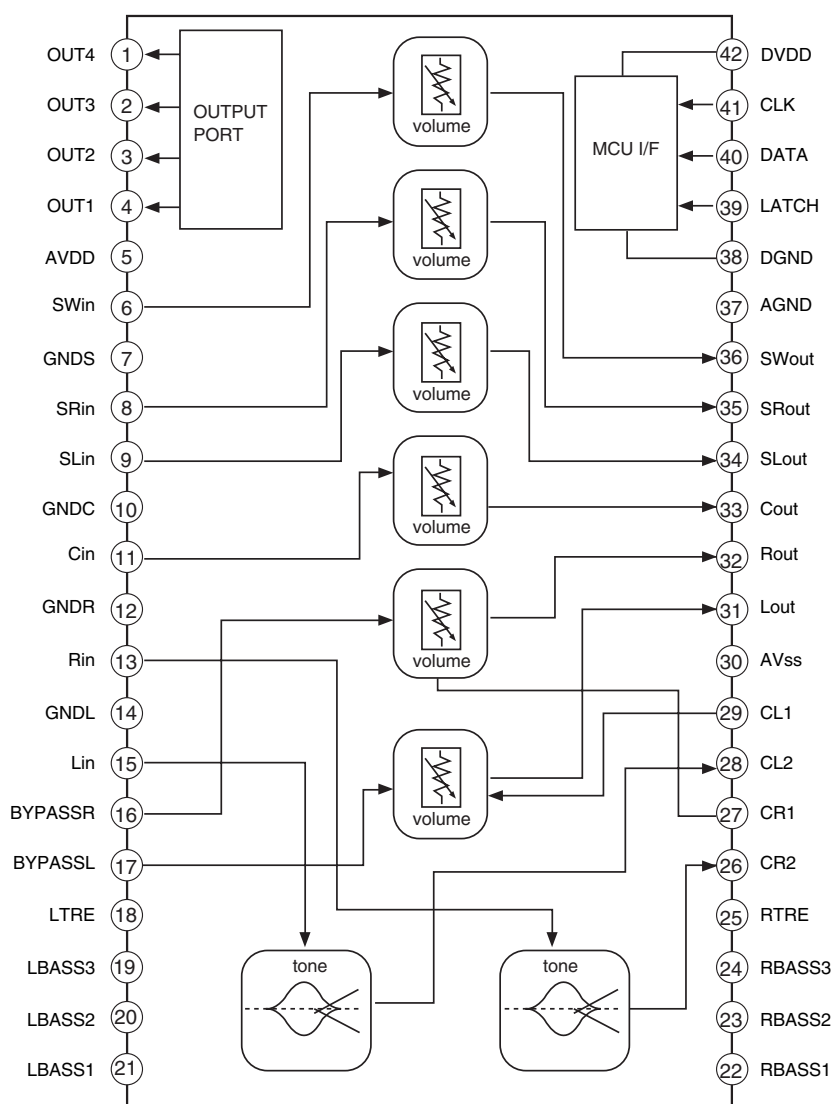 OUT4 1
OUT3 2
OUT2 3
OUT1 4
AVDD 5
SWin 6
GNDS 7
SRin 8
SLin 9
GNDC 10
Cin 11
GNDR 12
Rin 13
GNDL 14
Lin 15
BYPASSR 16
BYPASSL 17
LTRE 18
LBASS3 19
LBASS2 20
LBASS1 21
OUTPUT
PORT
volume
volume
volume
volume
volume
volume
tone
tone
MCU I/F
42 DVDD
41 CLK
40 DATA
39 LATCH
38 DGND
37 AGND
36 SWout
35 SRout
34 SLout
33 Cout
32 Rout
31 Lout
30 AVss
29 CL1
28 CL2
27 CR1
26 CR2
25 RTRE
24 RBASS3
23 RBASS2
22 RBASS1